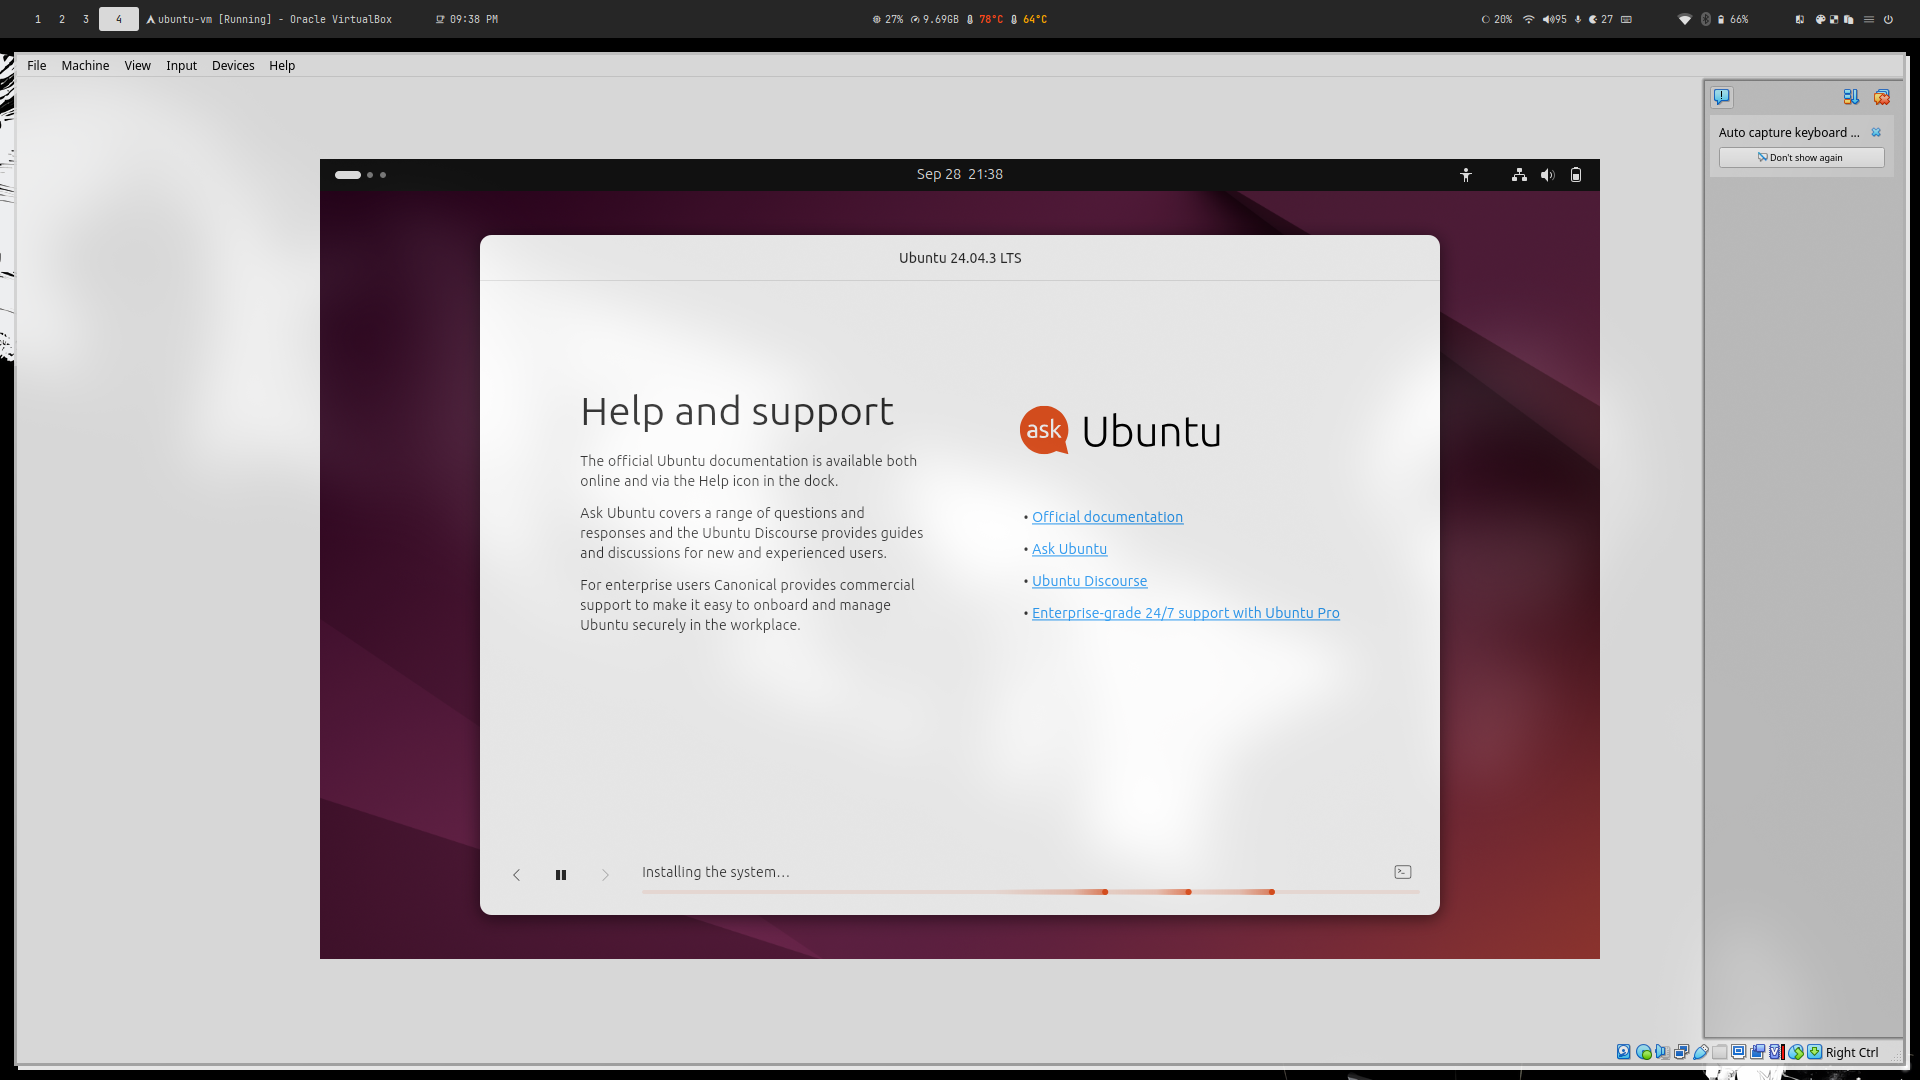 1 2 3 4 ubuntu-vm [Running] - Oracle VirtualBox 09:38 PM 27% 9.69GB 78°C 64°C 20% 95 27 66%
File Machine View Input Devices Help
Auto capture keyboard ...
Don't show again
Sep 28 21:38
Ubuntu 24.04.3 LTS
Help and support
The official Ubuntu documentation is available both
online and via the Help icon in the dock.
Ask Ubuntu covers a range of questions and
responses and the Ubuntu Discourse provides guides
and discussions for new and experienced users.
For enterprise users Canonical provides commercial
support to make it easy to onboard and manage
Ubuntu securely in the workplace.
ask Ubuntu
• Official documentation
• Ask Ubuntu
• Ubuntu Discourse
• Enterprise-grade 24/7 support with Ubuntu Pro
Installing the system…
Right Ctrl